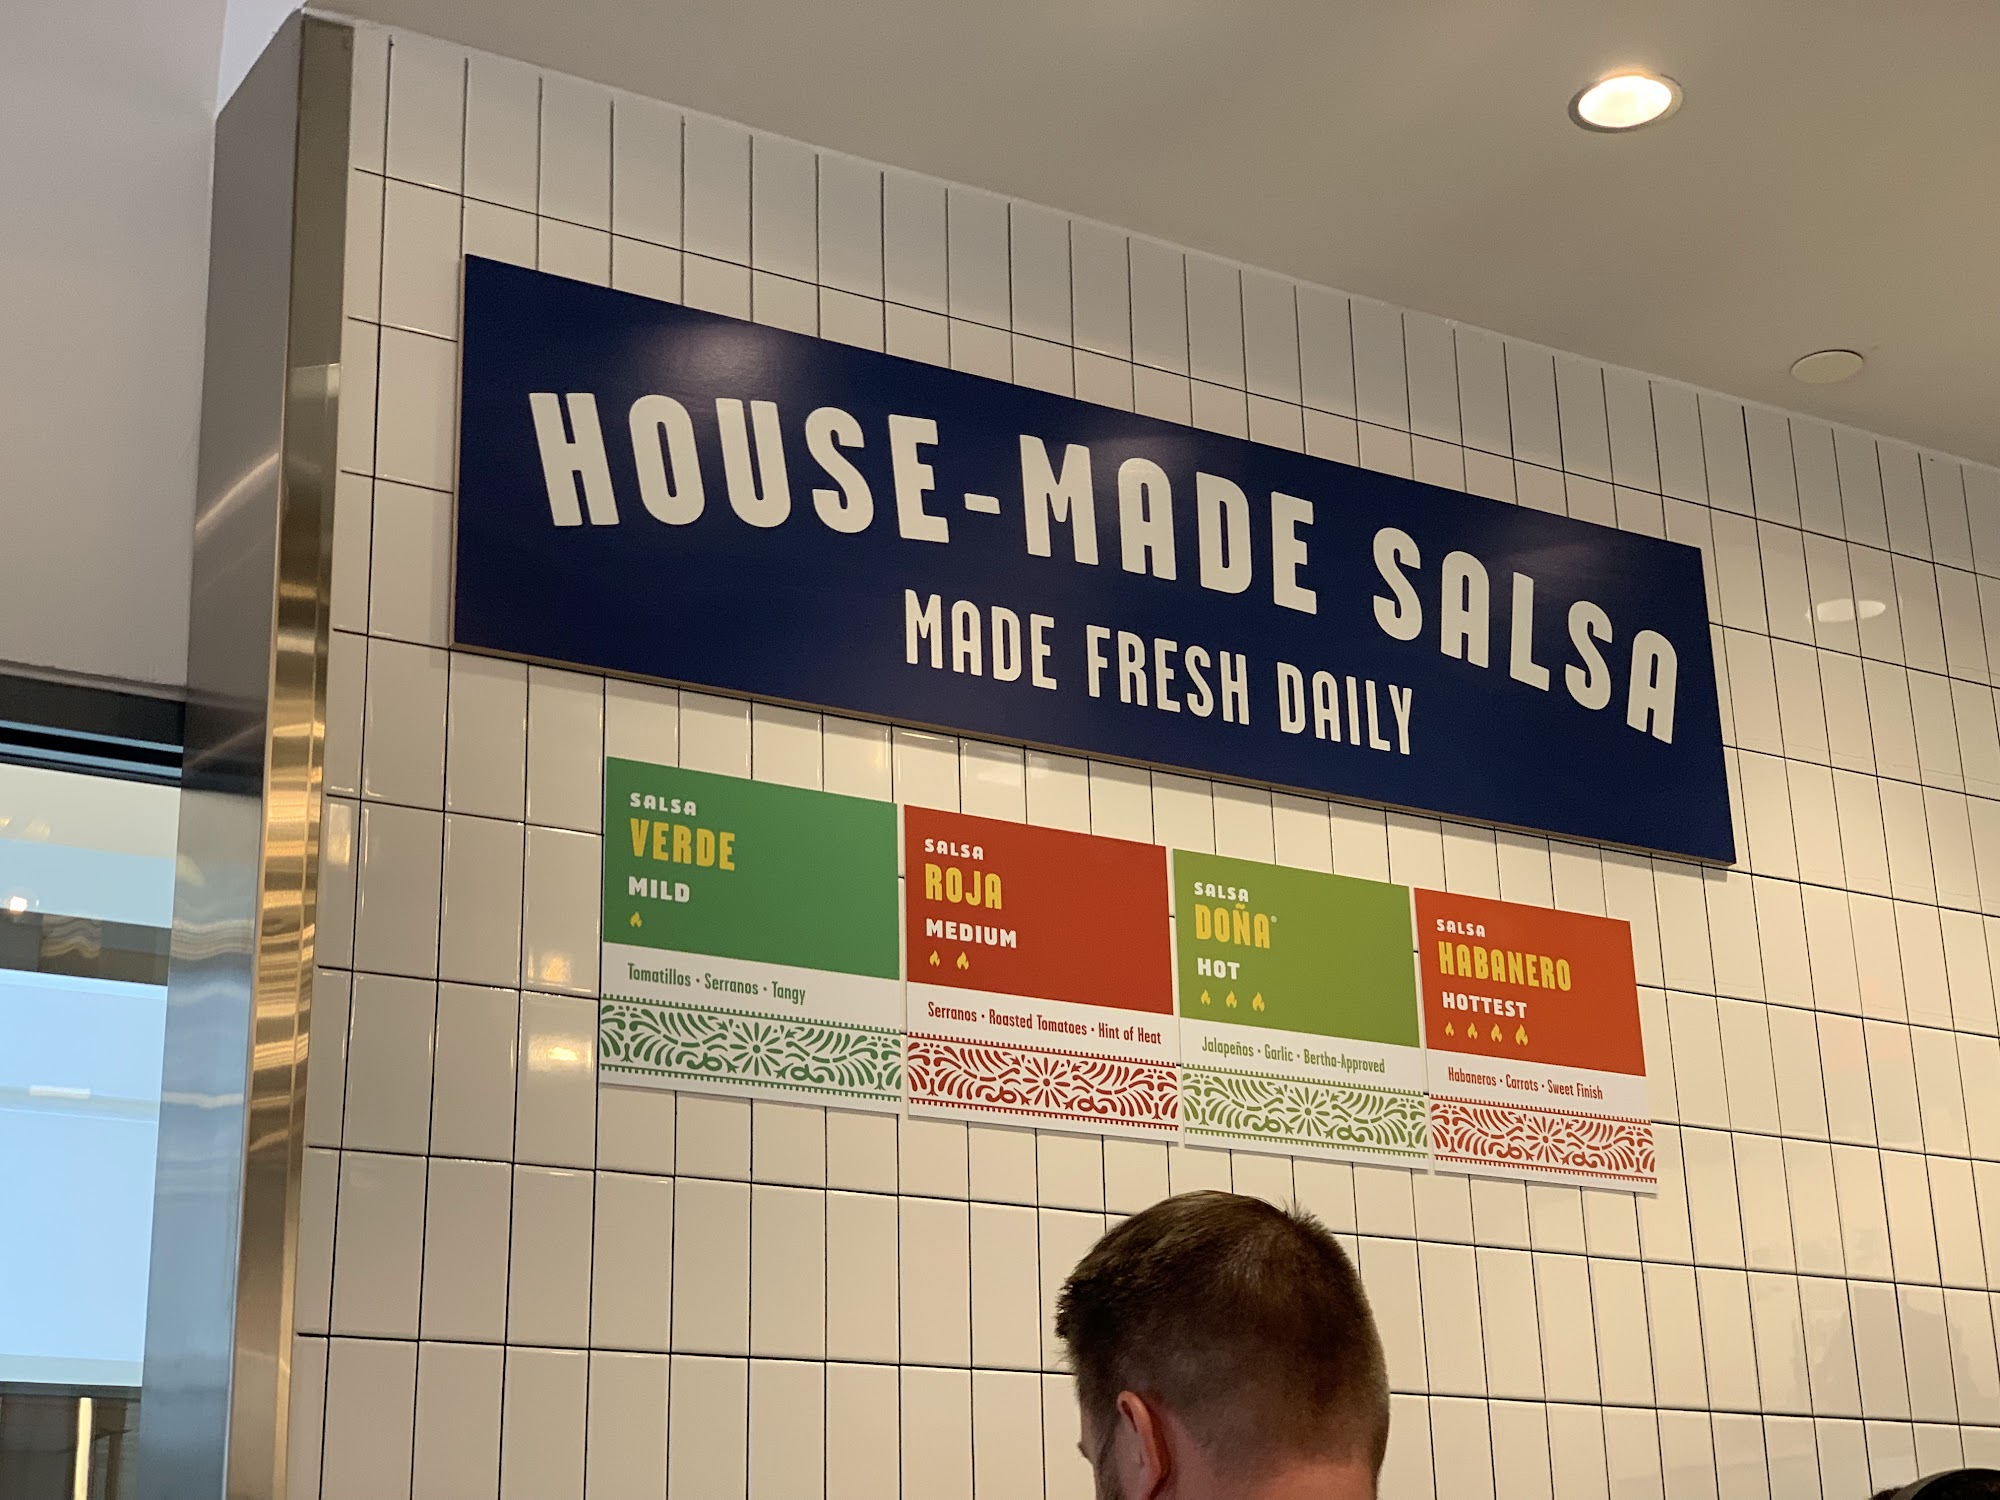 HOUSE-MADE SALSA
MADE FRESH DAILY
SALSA
VERDE
MILD
Tomatillos • Serranos • Tangy
SALSA
ROJA
MEDIUM
Serranos • Roasted Tomatoes • Hint of Heat
SALSA
DOÑA®
HOT
Jalapeños • Garlic • Bertha-Approved
SALSA
HABANERO
HOTTEST
Habaneros • Carrots • Sweet Finish